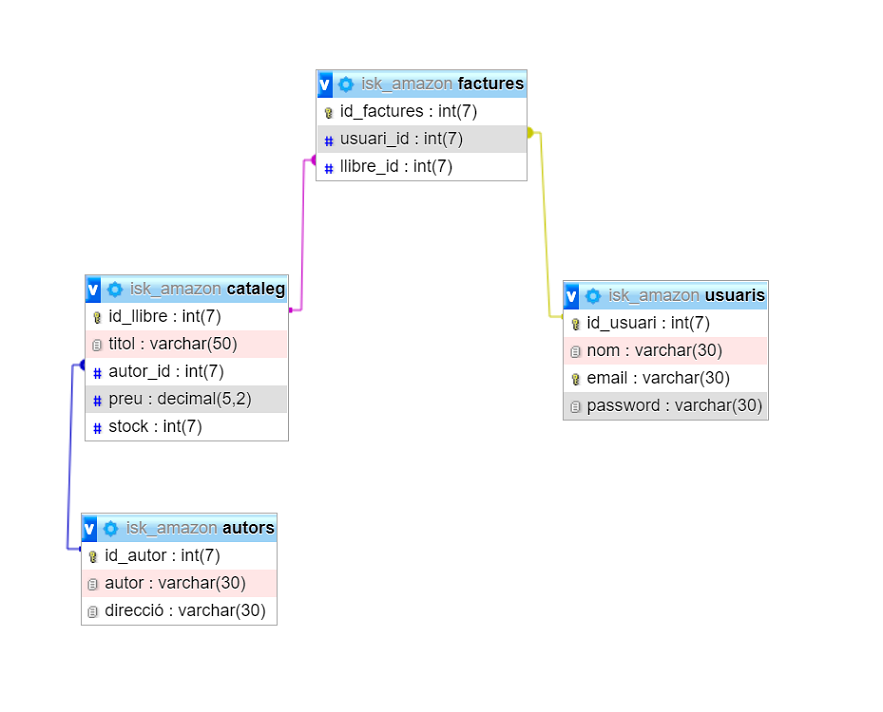 v isk_amazon factures
id_factures : int(7)
# usuari_id : int(7)
# llibre_id : int(7)
v isk_amazon cataleg
id_llibre : int(7)
titol : varchar(50)
# autor_id : int(7)
# preu : decimal(5,2)
# stock : int(7)
v isk_amazon usuaris
id_usuari : int(7)
nom : varchar(30)
email : varchar(30)
password : varchar(30)
v isk_amazon autors
id_autor : int(7)
autor : varchar(30)
direcció : varchar(30)